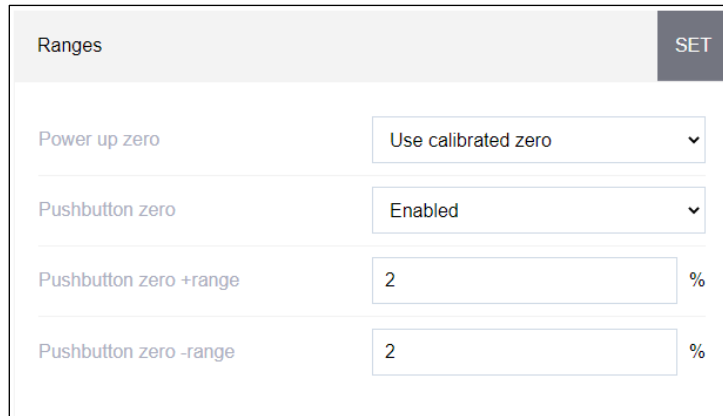 Ranges SET
Power up zero Use calibrated zero
Pushbutton zero Enabled
Pushbutton zero +range 2 %
Pushbutton zero -range 2 %